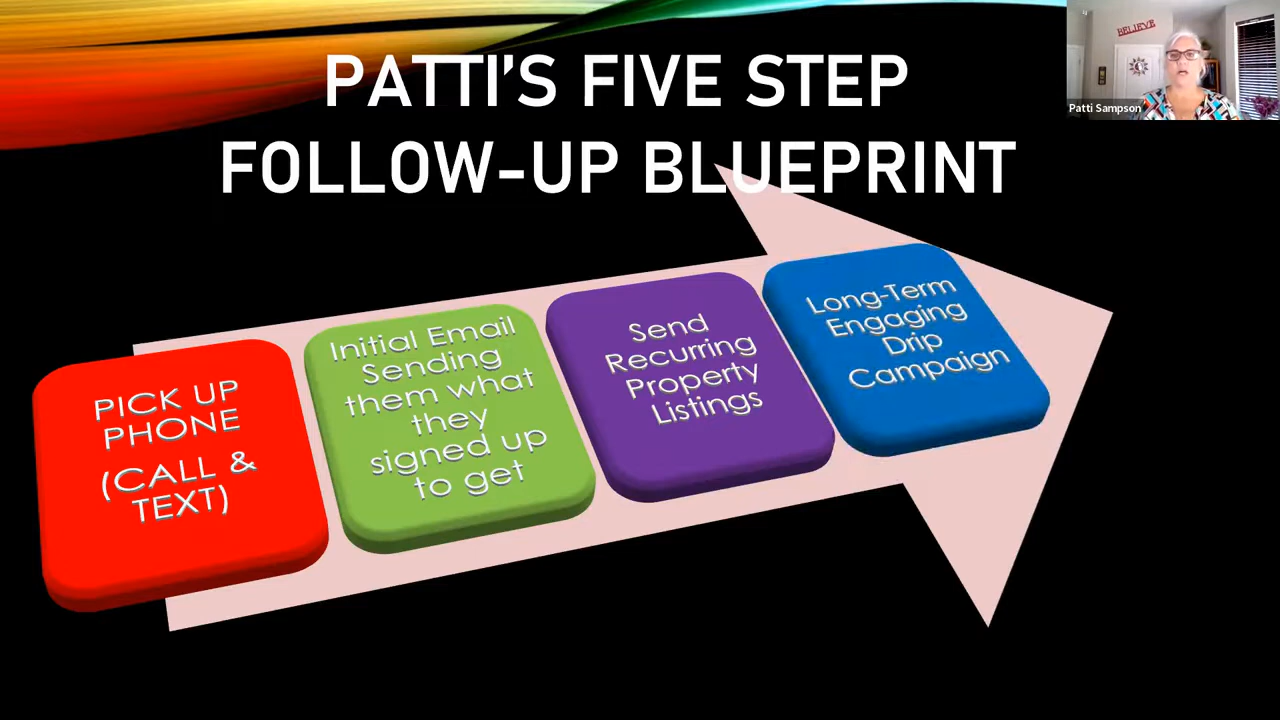 PATTI'S FIVE STEP
FOLLOW-UP BLUEPRINT
BELIEVE
Patti Sampson
PICK UP
PHONE
(CALL &
TEXT)
Initial Email
Sending
them what
they
signed up
to get
Send
Recurring
Property
Listings
Long-Term
Engaging
Drip
Campaign